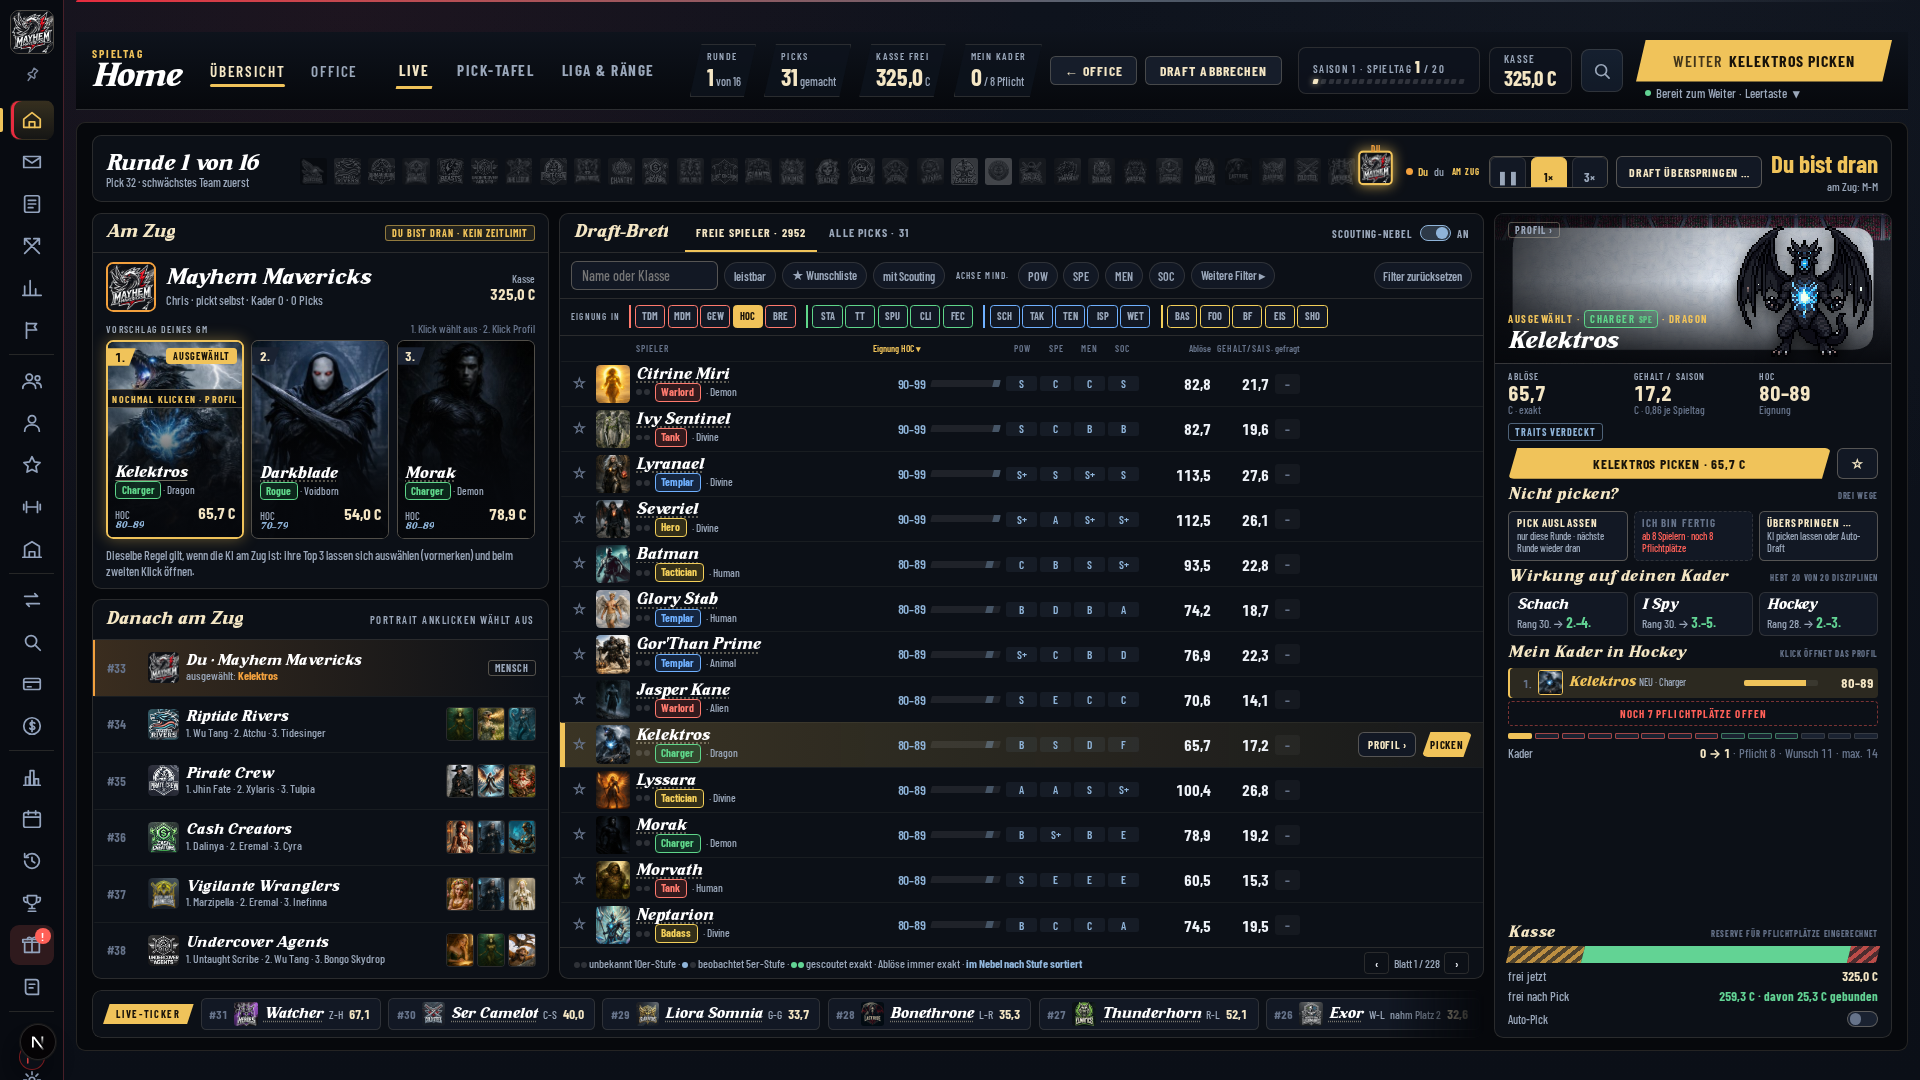 SPIELTAG
Home
ÜBERSICHT
OFFICE
LIVE
PICK-TAFEL
LIGA & RÄNGE
RUNDE
1 von 16
PICKS
31 gemacht
KASSE FREI
325,0 C
MEIN KADER
0 / 8 Pflicht
← OFFICE
DRAFT ABBRECHEN
SAISON 1 · SPIELTAG 1 / 20
KASSE
325,0 C
WEITER KELEKTROS PICKEN
Bereit zum Weiter · Leertaste ▼
Runde 1 von 16
Pick 32 · schwächstes Team zuerst
DU
Du du AM ZUG
1×
3×
DRAFT ÜBERSPRINGEN ...
Du bist dran
am Zug: M-M
Am Zug
DU BIST DRAN · KEIN ZEITLIMIT
Mayhem Mavericks
Chris · pickt selbst · Kader 0 · 0 Picks
Kasse
325,0 C
VORSCHLAG DEINES GM
1. Klick wählt aus · 2. Klick Profil
1.
AUSGEWÄHLT
NOCHMAL KLICKEN · PROFIL
Kelektros
Charger · Dragon
HOC
80–89
65,7 C
2.
Darkblade
Rogue · Voidborn
HOC
70–79
54,0 C
3.
Morak
Charger · Demon
HOC
80–89
78,9 C
Dieselbe Regel gilt, wenn die KI am Zug ist: Ihre Top 3 lassen sich auswählen (vormerken) und beim
zweiten Klick öffnen.
Danach am Zug
PORTRAIT ANKLICKEN WÄHLT AUS
#33
Du · Mayhem Mavericks
ausgewählt: Kelektros
MENSCH
#34
Riptide Rivers
1. Wu Tang · 2. Atchu · 3. Tidesinger
#35
Pirate Crew
1. Jhin Fate · 2. Xylaris · 3. Tulpia
#36
Cash Creators
1. Dalinya · 2. Eremal · 3. Cyra
#37
Vigilante Wranglers
1. Marzipella · 2. Eremal · 3. Inefinna
#38
Undercover Agents
1. Untaught Scribe · 2. Wu Tang · 3. Bongo Skydrop
Draft-Brett
FREIE SPIELER · 2952
ALLE PICKS · 31
SCOUTING-NEBEL AN
Name oder Klasse
leistbar
★ Wunschliste
mit Scouting
ACHSE MIND.
POW
SPE
MEN
SOC
Weitere Filter ▸
Filter zurücksetzen
EIGNUNG IN
TDM MDM GEW HOC BRE
STA TT SPU CLI FEC
SCH TAK TEN ISP WET
BAS FOO BF EIS SHO
SPIELER
Eignung HOC ▾
POW SPE MEN SOC
Ablöse GEHALT/SAIS. gefragt
Citrine Miri
Warlord · Demon
90–99 S C C S 82,8 21,7 –
Ivy Sentinel
Tank · Divine
90–99 S C B B 82,7 19,6 –
Lyranael
Templar · Divine
90–99 S+ S S+ S 113,5 27,6 –
Severiel
Hero · Divine
90–99 S+ A S+ S+ 112,5 26,1 –
Batman
Tactician · Human
80–89 C B S S+ 93,5 22,8 –
Glory Stab
Templar · Human
80–89 B D B A 74,2 18,7 –
Gor'Than Prime
Templar · Animal
80–89 S+ C B D 76,9 22,3 –
Jasper Kane
Warlord · Alien
80–89 S E C C 70,6 14,1 –
Kelektros
Charger · Dragon
80–89 B S D F 65,7 17,2 –
PROFIL ›
PICKEN
Lyssara
Tactician · Divine
80–89 A A S S+ 100,4 26,8 –
Morak
Charger · Demon
80–89 B S+ B E 78,9 19,2 –
Morvath
Tank · Human
80–89 S E E E 60,5 15,3 –
Neptarion
Badass · Divine
80–89 B C C A 74,5 19,5 –
unbekannt 10er-Stufe · beobachtet 5er-Stufe · gescoutet exakt · Ablöse immer exakt · im Nebel nach Stufe sortiert
‹ Blatt 1 / 228 ›
PROFIL ›
AUSGEWÄHLT · CHARGER SPE · DRAGON
Kelektros
ABLÖSE
65,7
C · exakt
GEHALT / SAISON
17,2
C · 0,86 je Spieltag
HOC
80–89
Eignung
TRAITS VERDECKT
KELEKTROS PICKEN · 65,7 C
☆
Nicht picken?
DREI WEGE
PICK AUSLASSEN
nur diese Runde · nächste
Runde wieder dran
ICH BIN FERTIG
ab 8 Spielern · noch 8
Pflichtplätze
ÜBERSPRINGEN ...
KI picken lassen oder Auto-
Draft
Wirkung auf deinen Kader
HEBT 20 VON 20 DISZIPLINEN
Schach
Rang 30. → 2.–4.
I Spy
Rang 30. → 3.–5.
Hockey
Rang 28. → 2.–3.
Mein Kader in Hockey
KLICK ÖFFNET DAS PROFIL
1.
Kelektros NEU · Charger
80–89
NOCH 7 PFLICHTPLÄTZE OFFEN
Kader
0 → 1 · Pflicht 8 · Wunsch 11 · max. 14
Kasse
RESERVE FÜR PFLICHTPLÄTZE EINGERECHNET
frei jetzt
325,0 C
frei nach Pick
259,3 C · davon 25,3 C gebunden
Auto-Pick
LIVE-TICKER
#31 Watcher Z-H 67,1
#30 Ser Camelot C-S 40,0
#29 Liora Somnia G-G 33,7
#28 Bonethrone L-R 35,3
#27 Thunderhorn R-L 52,1
#26 Exor W-L nahm Platz 2 32,6
!
N